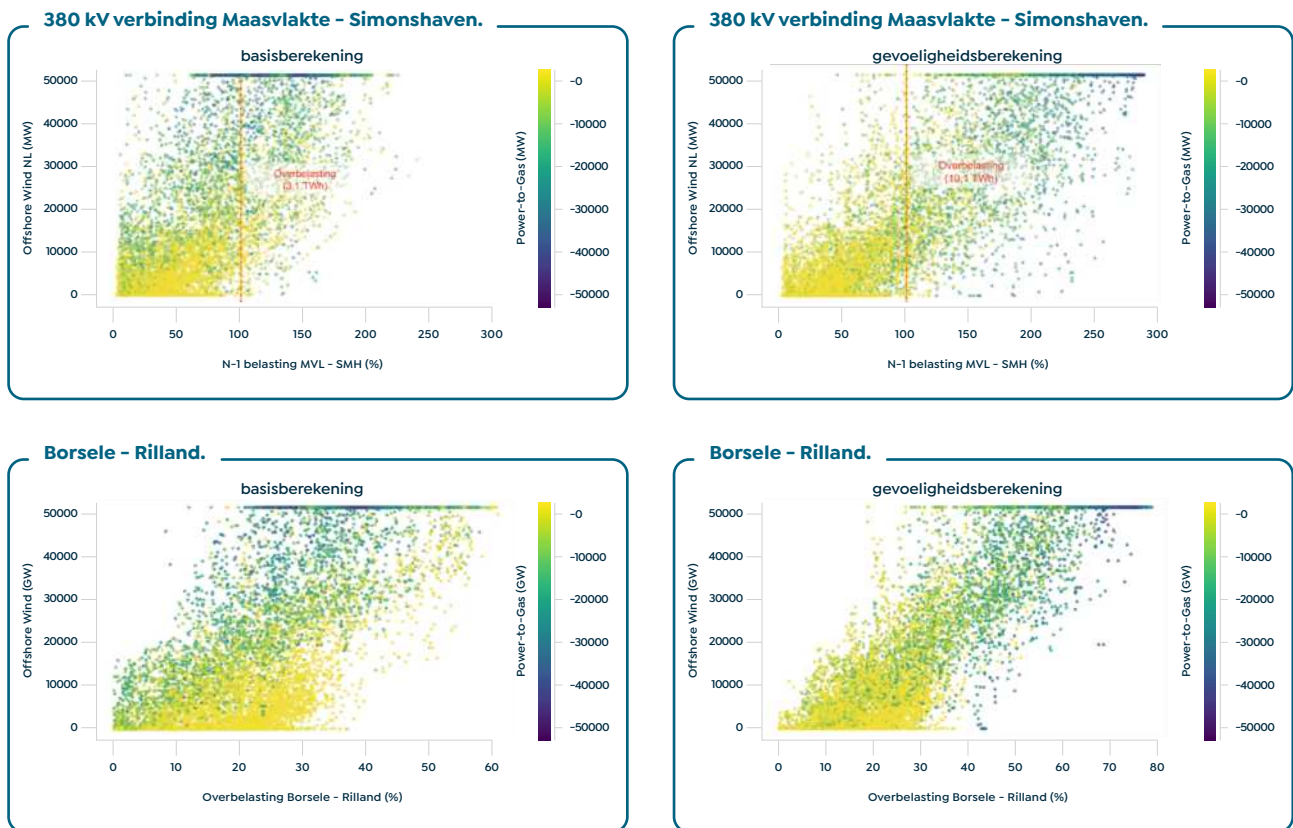 380 kV verbinding Maasvlakte - Simonshaven.
basisberekening
50000
40000
30000
20000
10000
0
Offshore Wind NL (MW)
Overbelasting
(3,1 TWh)
0 50 100 150 200 250 300
N-1 belasting MVL - SMH (%)
Power-to-Gas (MW)
-0
-10000
-20000
-30000
-40000
-50000
380 kV verbinding Maasvlakte - Simonshaven.
gevoeligheidsberekening
50000
40000
30000
20000
10000
0
Offshore Wind NL (MW)
Overbelasting
(10,1 TWh)
0 50 100 150 200 250 300
N-1 belasting MVL - SMH (%)
Power-to-Gas (MW)
-0
-10000
-20000
-30000
-40000
-50000
Borsele - Rilland.
basisberekening
50000
40000
30000
20000
10000
0
Offshore Wind (GW)
0 10 20 30 40 50 60
Overbelasting Borsele - Rilland (%)
Power-to-Gas (GW)
-0
-10000
-20000
-30000
-40000
-50000
Borsele - Rilland.
gevoeligheidsberekening
50000
40000
30000
20000
10000
0
Offshore Wind (GW)
0 10 20 30 40 50 60 70 80
Overbelasting Borsele - Rilland (%)
Power-to-Gas (GW)
-0
-10000
-20000
-30000
-40000
-50000